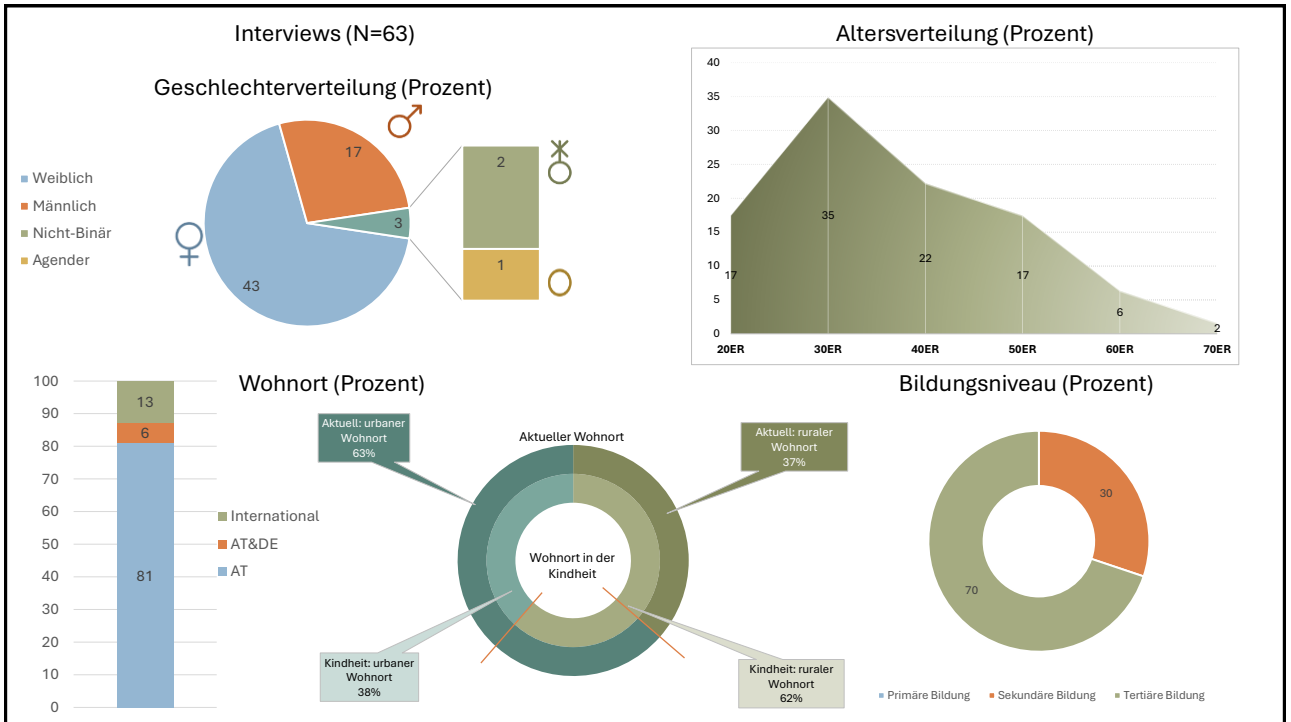 Interviews (N=63)
Geschlechterverteilung (Prozent)
Weiblich
Männlich
Nicht-Binär
Agender
17
3
43
2
1
Altersverteilung (Prozent)
40
35
30
25
20
15
10
5
0
17
35
22
17
6
2
20ER
30ER
40ER
50ER
60ER
70ER
Wohnort (Prozent)
100
90
80
70
60
50
40
30
20
10
0
13
6
81
International
AT&DE
AT
Aktuell: urbaner
Wohnort
63%
Aktueller Wohnort
Aktuell: ruraler
Wohnort
37%
Wohnort in der
Kindheit
Kindheit: urbaner
Wohnort
38%
Kindheit: ruraler
Wohnort
62%
Bildungsniveau (Prozent)
30
70
Primäre Bildung
Sekundäre Bildung
Tertiäre Bildung